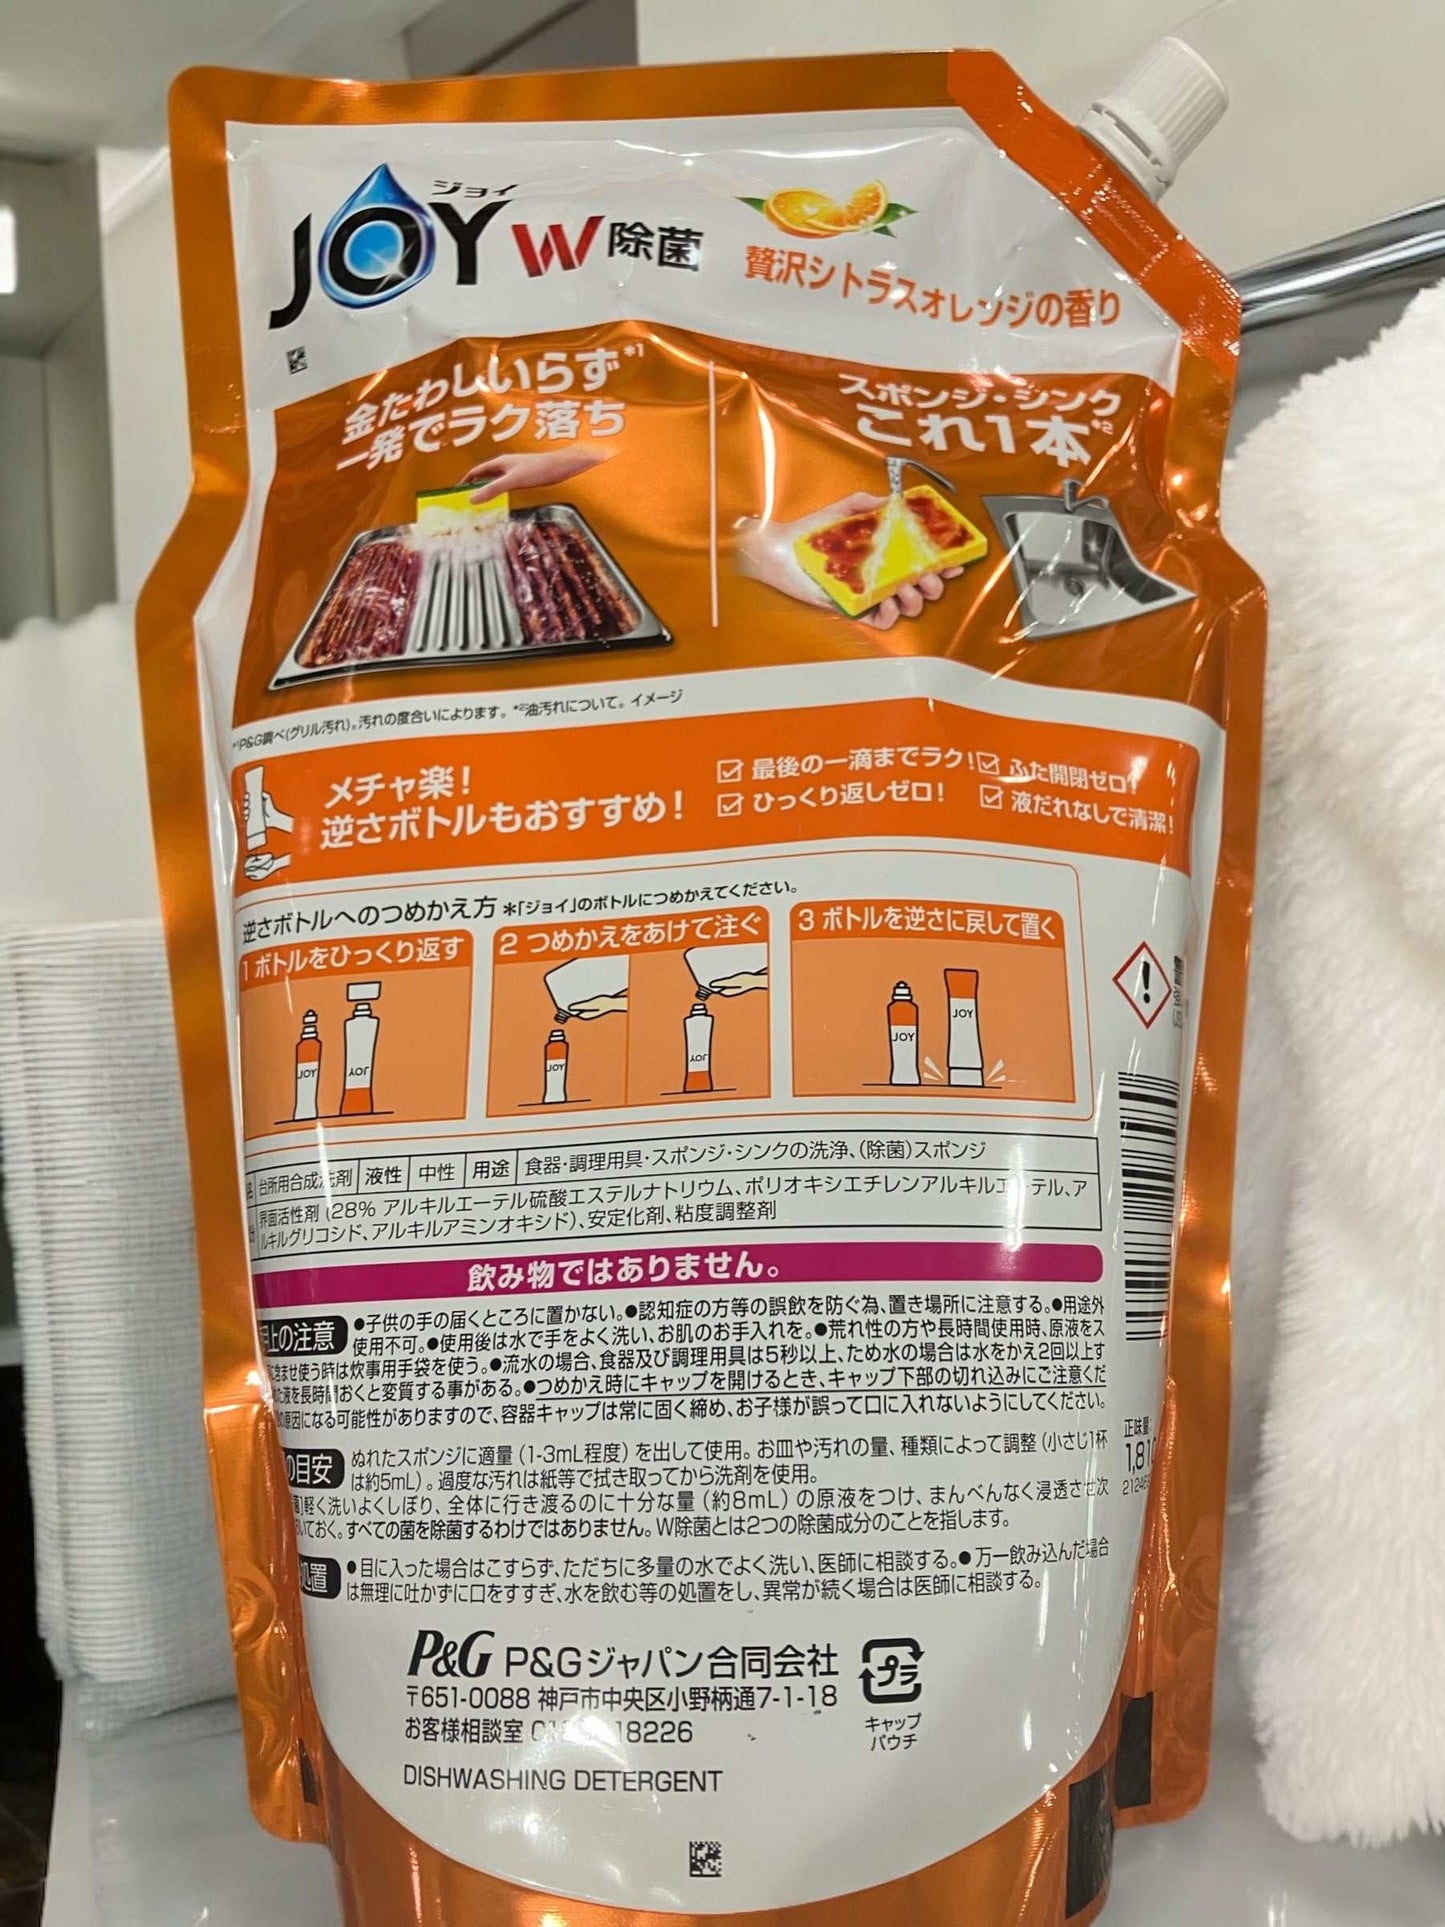 ジョイ
JOY W 除菌
贅沢シトラスオレンジの香り
金たわしいらず*1
一発でラク落ち
スポンジ・シンク
これ1本*2
*1P&G調べ(グリル汚れ)。汚れの度合いによります。*2油汚れについて。イメージ
メチャ楽!
逆さボトルもおすすめ!
最後の一滴までラク!
ふた開閉ゼロ!
ひっくり返しゼロ!
液だれなしで清潔!
逆さボトルへのつめかえ方 *「ジョイ」のボトルにつめかえてください。
1 ボトルをひっくり返す
2 つめかえをあけて注ぐ
3 ボトルを逆さに戻して置く
JOY
JOY
JOY
JOY
JOY
JOY
台所用合成洗剤 液性 中性 用途 食器・調理用具・スポンジ・シンクの洗浄、(除菌)スポンジ
界面活性剤 (28% アルキルエーテル硫酸エステルナトリウム、ポリオキシエチレンアルキルエーテル、ア
ルキルグリコシド、アルキルアミンオキシド)、安定化剤、粘度調整剤
飲み物ではありません。
上の注意 ●子供の手の届くところに置かない。●認知症の方等の誤飲を防ぐ為、置き場所に注意する。●用途外
使用不可。●使用後は水で手をよく洗い、お肌のお手入れを。●荒れ性の方や長時間使用時、原液をス
含ませ使う時は炊事用手袋を使う。●流水の場合、食器及び調理用具は5秒以上、ため水の場合は水をかえ2回以上す
た液を長時間おくと変質する事がある。●つめかえ時にキャップを開けるとき、キャップ下部の切れ込みにご注意くだ
の原因になる可能性がありますので、容器キャップは常に固く締め、お子様が誤って口に入れないようにしてください。
の目安 ぬれたスポンジに適量 (1-3mL程度) を出して使用。お皿や汚れの量、種類によって調整 (小さじ1杯
は約5mL) 。過度な汚れは紙等で拭き取ってから洗剤を使用。
軽く洗いよくしぼり、全体に行き渡るのに十分な量 (約8mL) の原液をつけ、まんべんなく浸透させ次
いておく。すべての菌を除菌するわけではありません。W除菌とは2つの除菌成分のことを指します。
処置 ●目に入った場合はこすらず、ただちに多量の水でよく洗い、医師に相談する。●万一飲み込んだ場合
は無理に吐かずに口をすすぎ、水を飲む等の処置をし、異常が続く場合は医師に相談する。
正味量:
1,81
P&G P&Gジャパン合同会社
〒651-0088 神戸市中央区小野柄通7-1-18
お客様相談室 18226
プラ
キャップ
パウチ
DISHWASHING DETERGENT